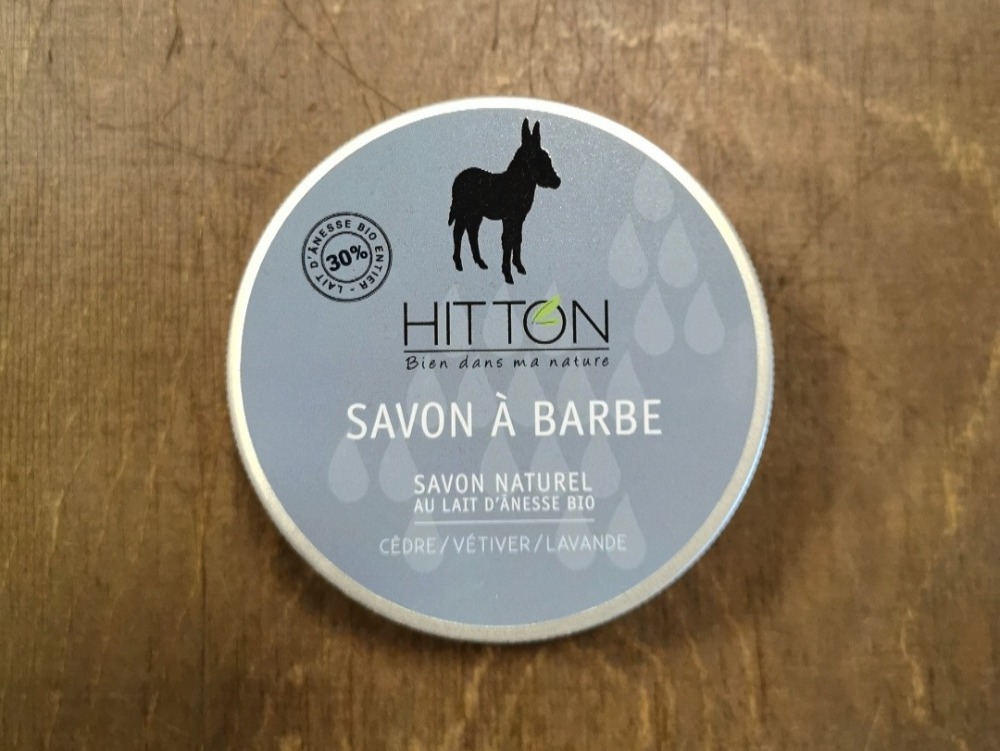 LAIT D'ÂNESSE BIO ENTIER -
30%
HITTON
Bien dans ma nature
SAVON À BARBE
SAVON NATUREL
AU LAIT D'ÂNESSE BIO
CÈDRE/VÉTIVER/LAVANDE